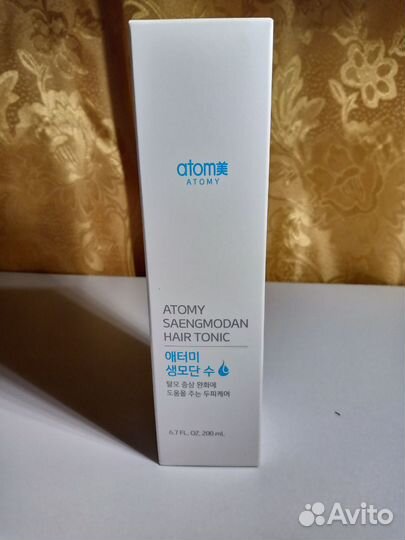 atom美
ATOMY
ATOMY
SAENGMODAN
HAIR TONIC
애터미
생모단 수
탈모 증상 완화에
도움을 주는 두피케어
6.7 FL. OZ. 200 mL
Avito